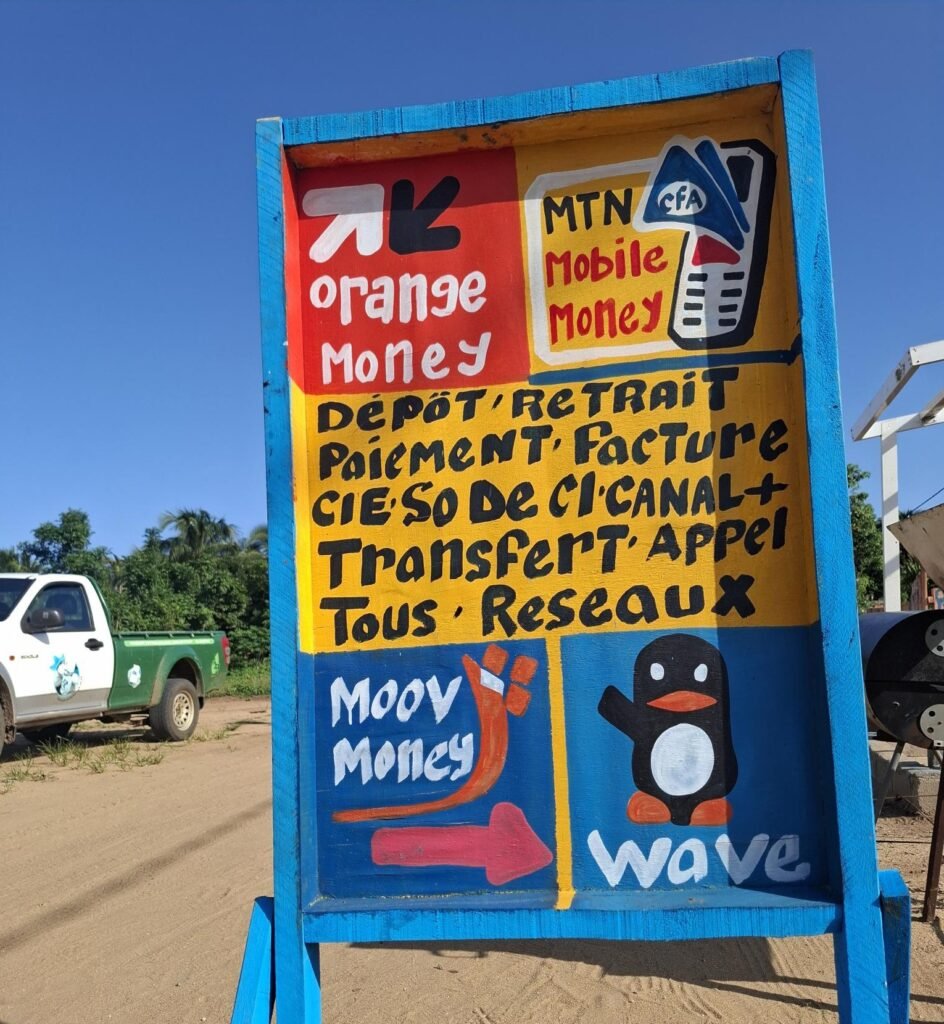 orange
Money
MTN
CFA
Mobile
Money
DÉPÔT, RETRAIT
PAIEMENT, FACTURE
CIE, SO DE CI, CANAL+
Transfert, APPEL
Tous, Reseaux
Moov
Money
Wave